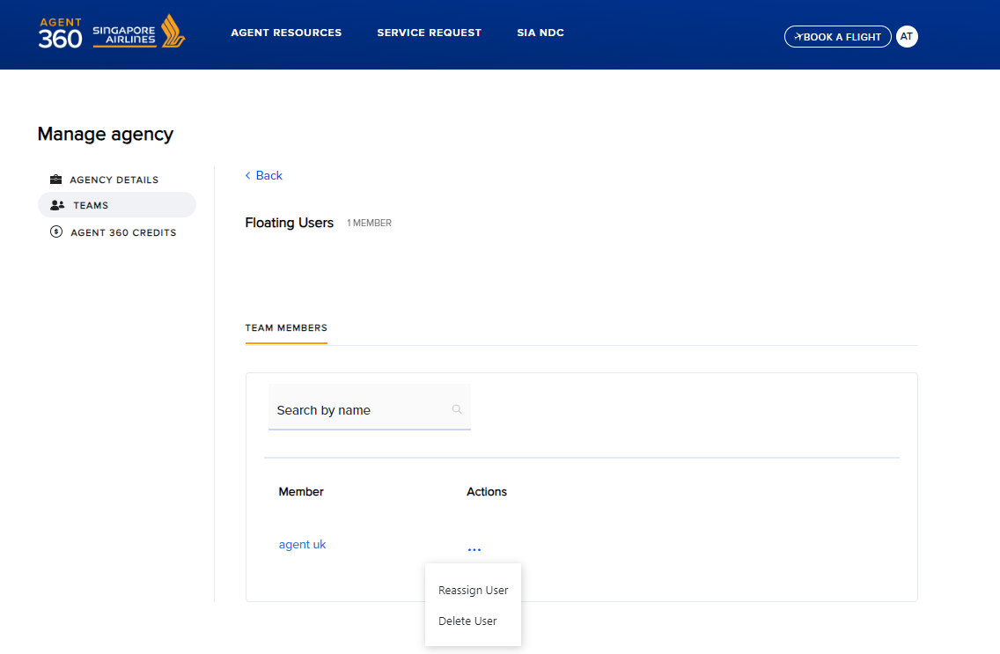 AGENT
360
SINGAPORE
AIRLINES
AGENT RESOURCES
SERVICE REQUEST
SIA NDC
BOOK A FLIGHT
AT
Manage agency
AGENCY DETAILS
TEAMS
AGENT 360 CREDITS
Back
Floating Users 1 MEMBER
TEAM MEMBERS
Search by name
Member Actions
agent uk ...
Reassign User
Delete User